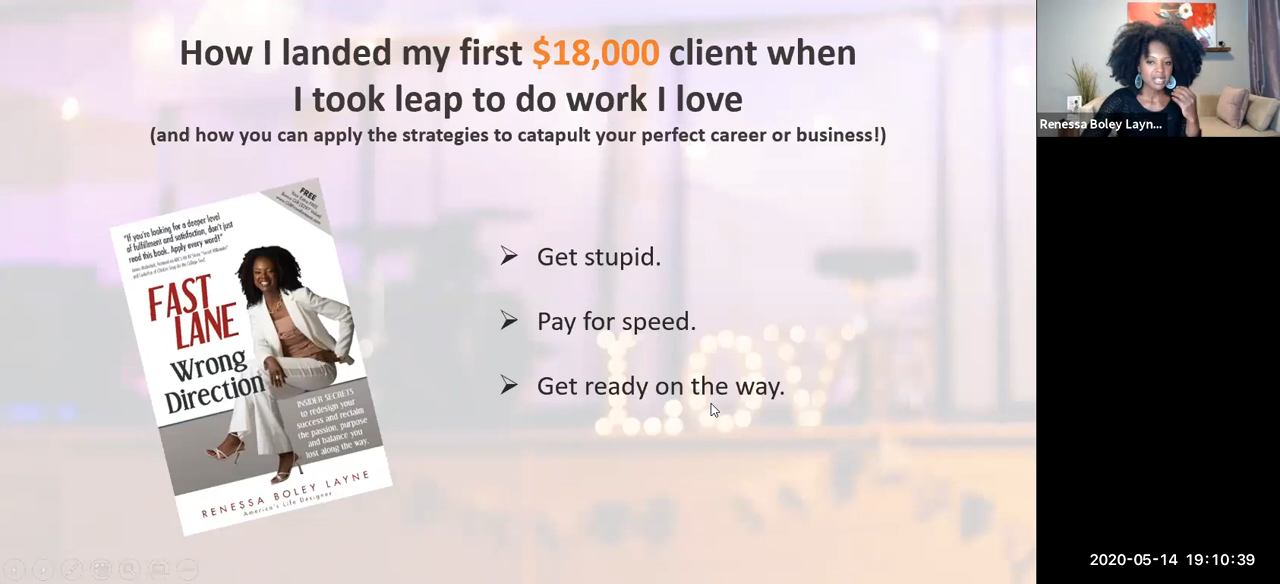 How I landed my first $18,000 client when
I took leap to do work I love
(and how you can apply the strategies to catapult your perfect career or business!)
FREE
"If you're looking for a deeper level
of fulfillment and satisfaction, don't just
read this book. Apply every word!"
FAST
LANE
Wrong
Direction
INSIDER SECRETS
to redesign your
success and reclaim
the passion, purpose
and balance you
lost along the way.
RENESSA BOLEY LAYNE
America's Life Designer
➢ Get stupid.
➢ Pay for speed.
➢ Get ready on the way.
LOV
Renessa Boley Layn...
2020-05-14 19:10:39